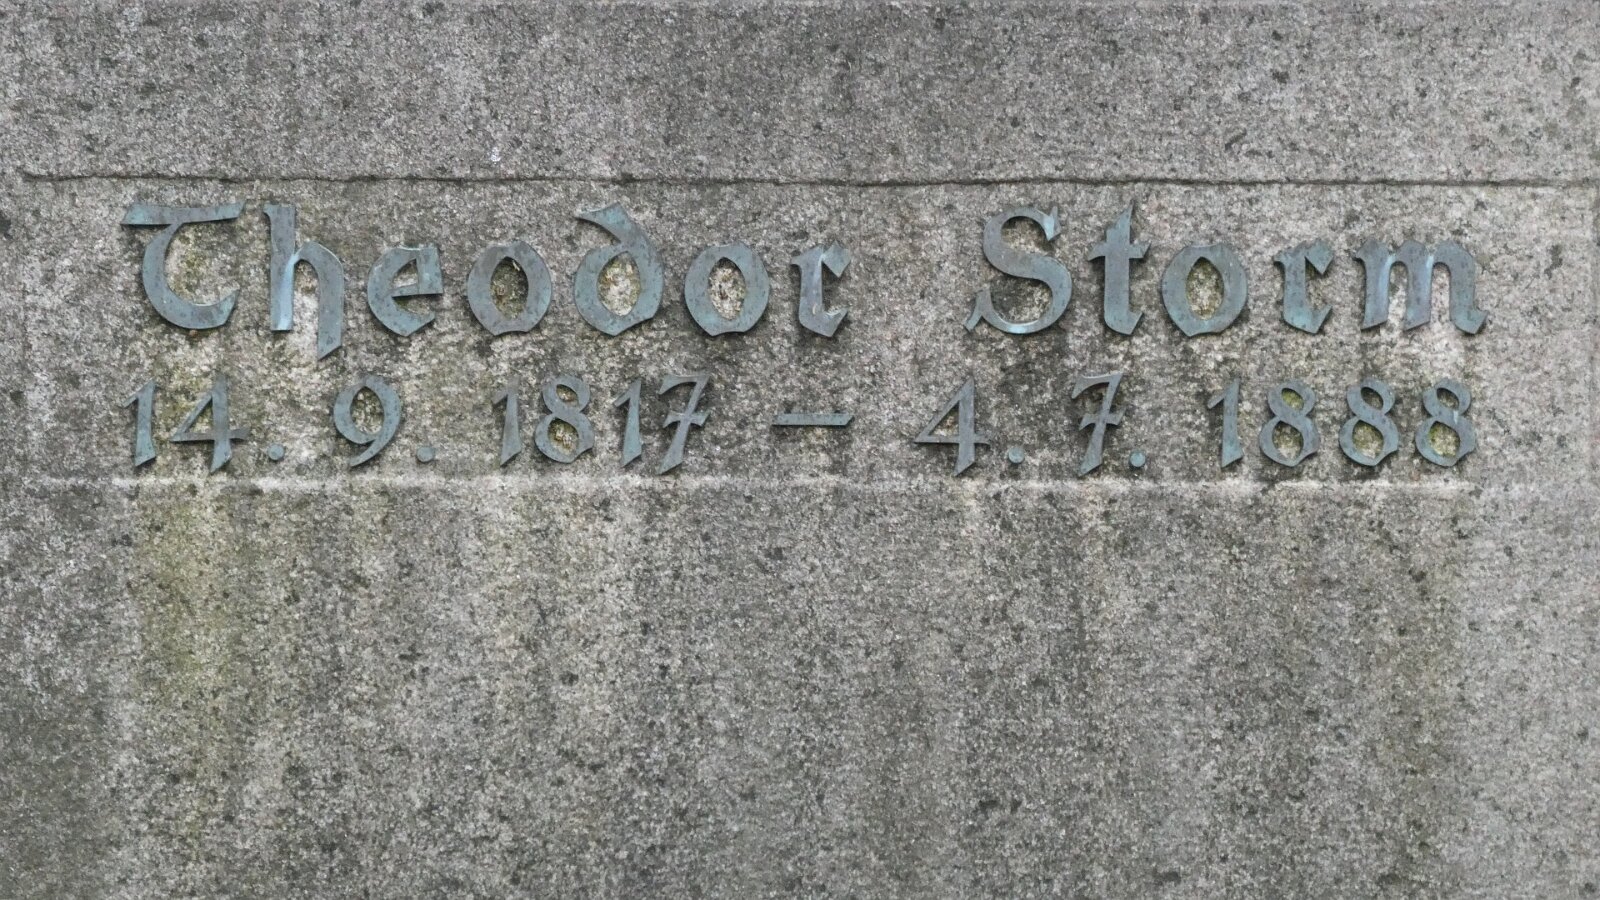 Theodor Storm
14. 9. 1817 – 4. 7. 1888